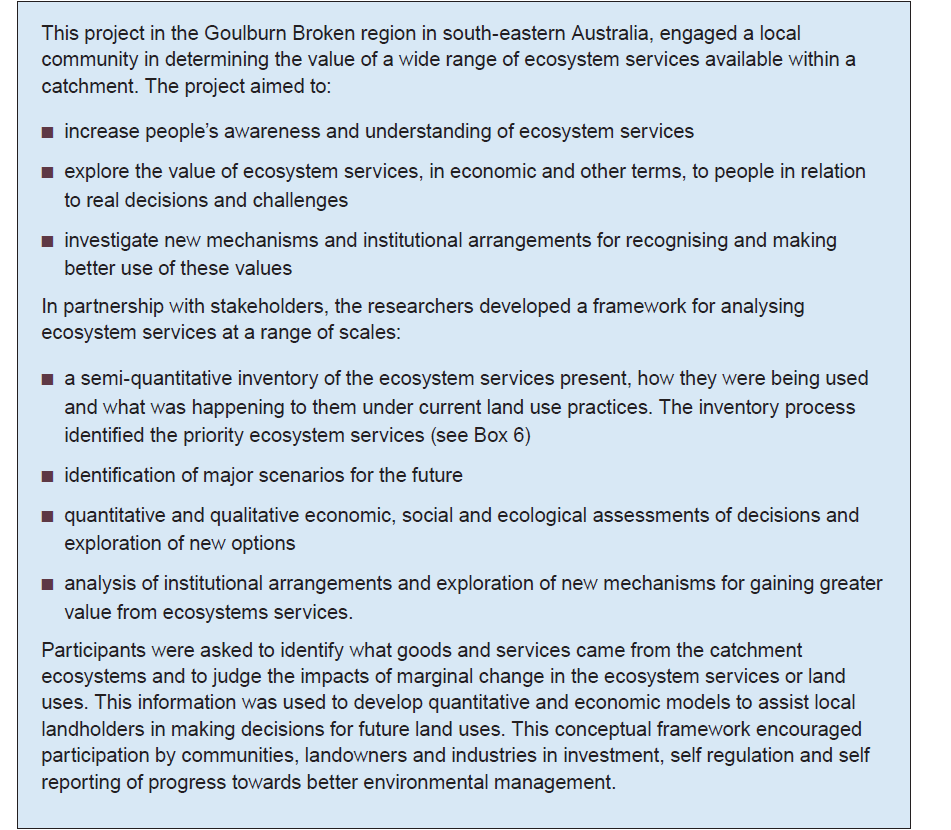 This project in the Goulburn Broken region in south-eastern Australia, engaged a local
community in determining the value of a wide range of ecosystem services available within a
catchment. The project aimed to:
■ increase people's awareness and understanding of ecosystem services
■ explore the value of ecosystem services, in economic and other terms, to people in relation
to real decisions and challenges
■ investigate new mechanisms and institutional arrangements for recognising and making
better use of these values
In partnership with stakeholders, the researchers developed a framework for analysing
ecosystem services at a range of scales:
■ a semi-quantitative inventory of the ecosystem services present, how they were being used
and what was happening to them under current land use practices. The inventory process
identified the priority ecosystem services (see Box 6)
■ identification of major scenarios for the future
■ quantitative and qualitative economic, social and ecological assessments of decisions and
exploration of new options
■ analysis of institutional arrangements and exploration of new mechanisms for gaining greater
value from ecosystems services.
Participants were asked to identify what goods and services came from the catchment
ecosystems and to judge the impacts of marginal change in the ecosystem services or land
uses. This information was used to develop quantitative and economic models to assist local
landholders in making decisions for future land uses. This conceptual framework encouraged
participation by communities, landowners and industries in investment, self regulation and self
reporting of progress towards better environmental management.